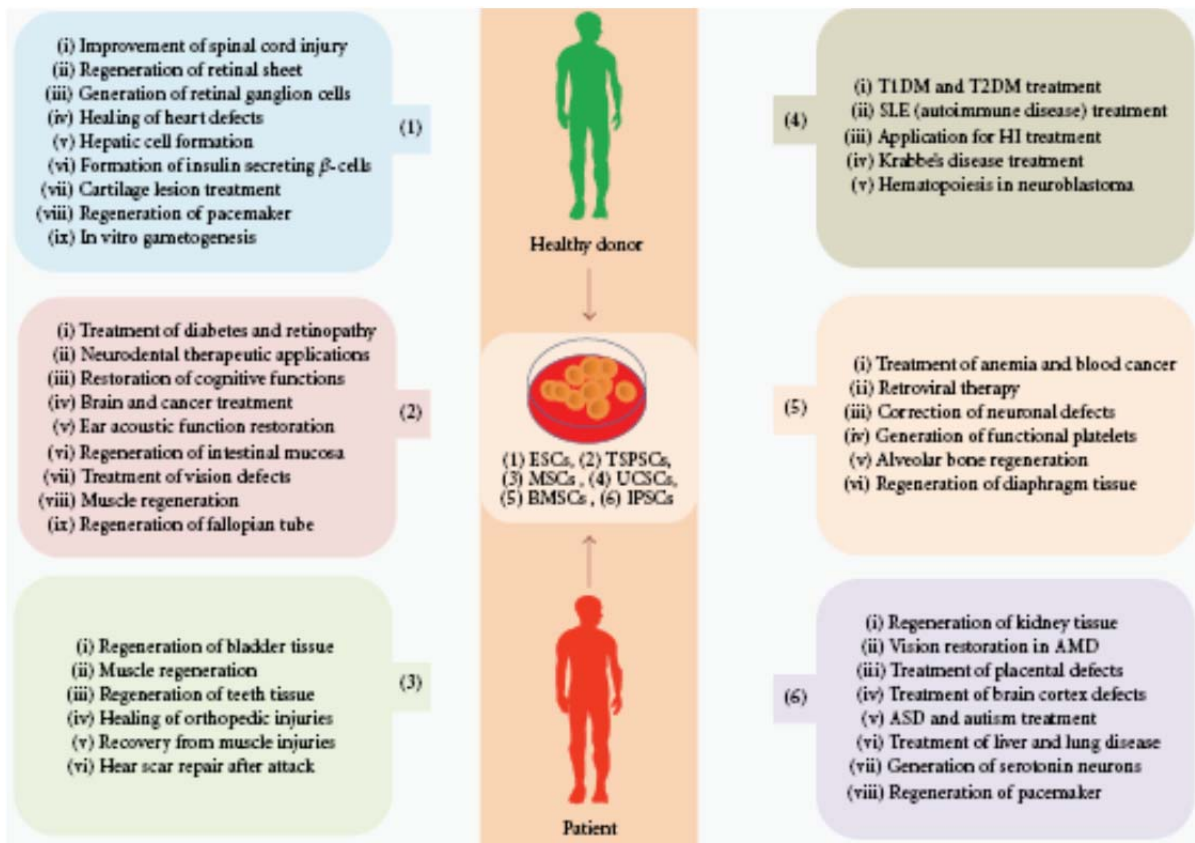 (i) Improvement of spinal cord injury
(ii) Regeneration of retinal sheet
(iii) Generation of retinal ganglion cells
(iv) Healing of heart defects
(v) Hepatic cell formation
(vi) Formation of insulin secreting β-cells
(vii) Cartilage lesion treatment
(viii) Regeneration of pacemaker
(ix) In vitro gametogenesis
(1)
(i) Treatment of diabetes and retinopathy
(ii) Neurodental therapeutic applications
(iii) Restoration of cognitive functions
(iv) Brain and cancer treatment
(v) Ear acoustic function restoration
(vi) Regeneration of intestinal mucosa
(vii) Treatment of vision defects
(viii) Muscle regeneration
(ix) Regeneration of fallopian tube
(2)
(i) Regeneration of bladder tissue
(ii) Muscle regeneration
(iii) Regeneration of teeth tissue
(iv) Healing of orthopedic injuries
(v) Recovery from muscle injuries
(vi) Hear scar repair after attack
(3)
Healthy donor
(1) ESCs, (2) TSPSCs,
(3) MSCs , (4) UCSCs,
(5) BMSCs , (6) IPSCs
Patient
(4)
(i) T1DM and T2DM treatment
(ii) SLE (autoimmune disease) treatment
(iii) Application for HI treatment
(iv) Krabbe's disease treatment
(v) Hematopoiesis in neuroblastoma
(5)
(i) Treatment of anemia and blood cancer
(ii) Retroviral therapy
(iii) Correction of neuronal defects
(iv) Generation of functional platelets
(v) Alveolar bone regeneration
(vi) Regeneration of diaphragm tissue
(6)
(i) Regeneration of kidney tissue
(ii) Vision restoration in AMD
(iii) Treatment of placental defects
(iv) Treatment of brain cortex defects
(v) ASD and autism treatment
(vi) Treatment of liver and lung disease
(vii) Generation of serotonin neurons
(viii) Regeneration of pacemaker